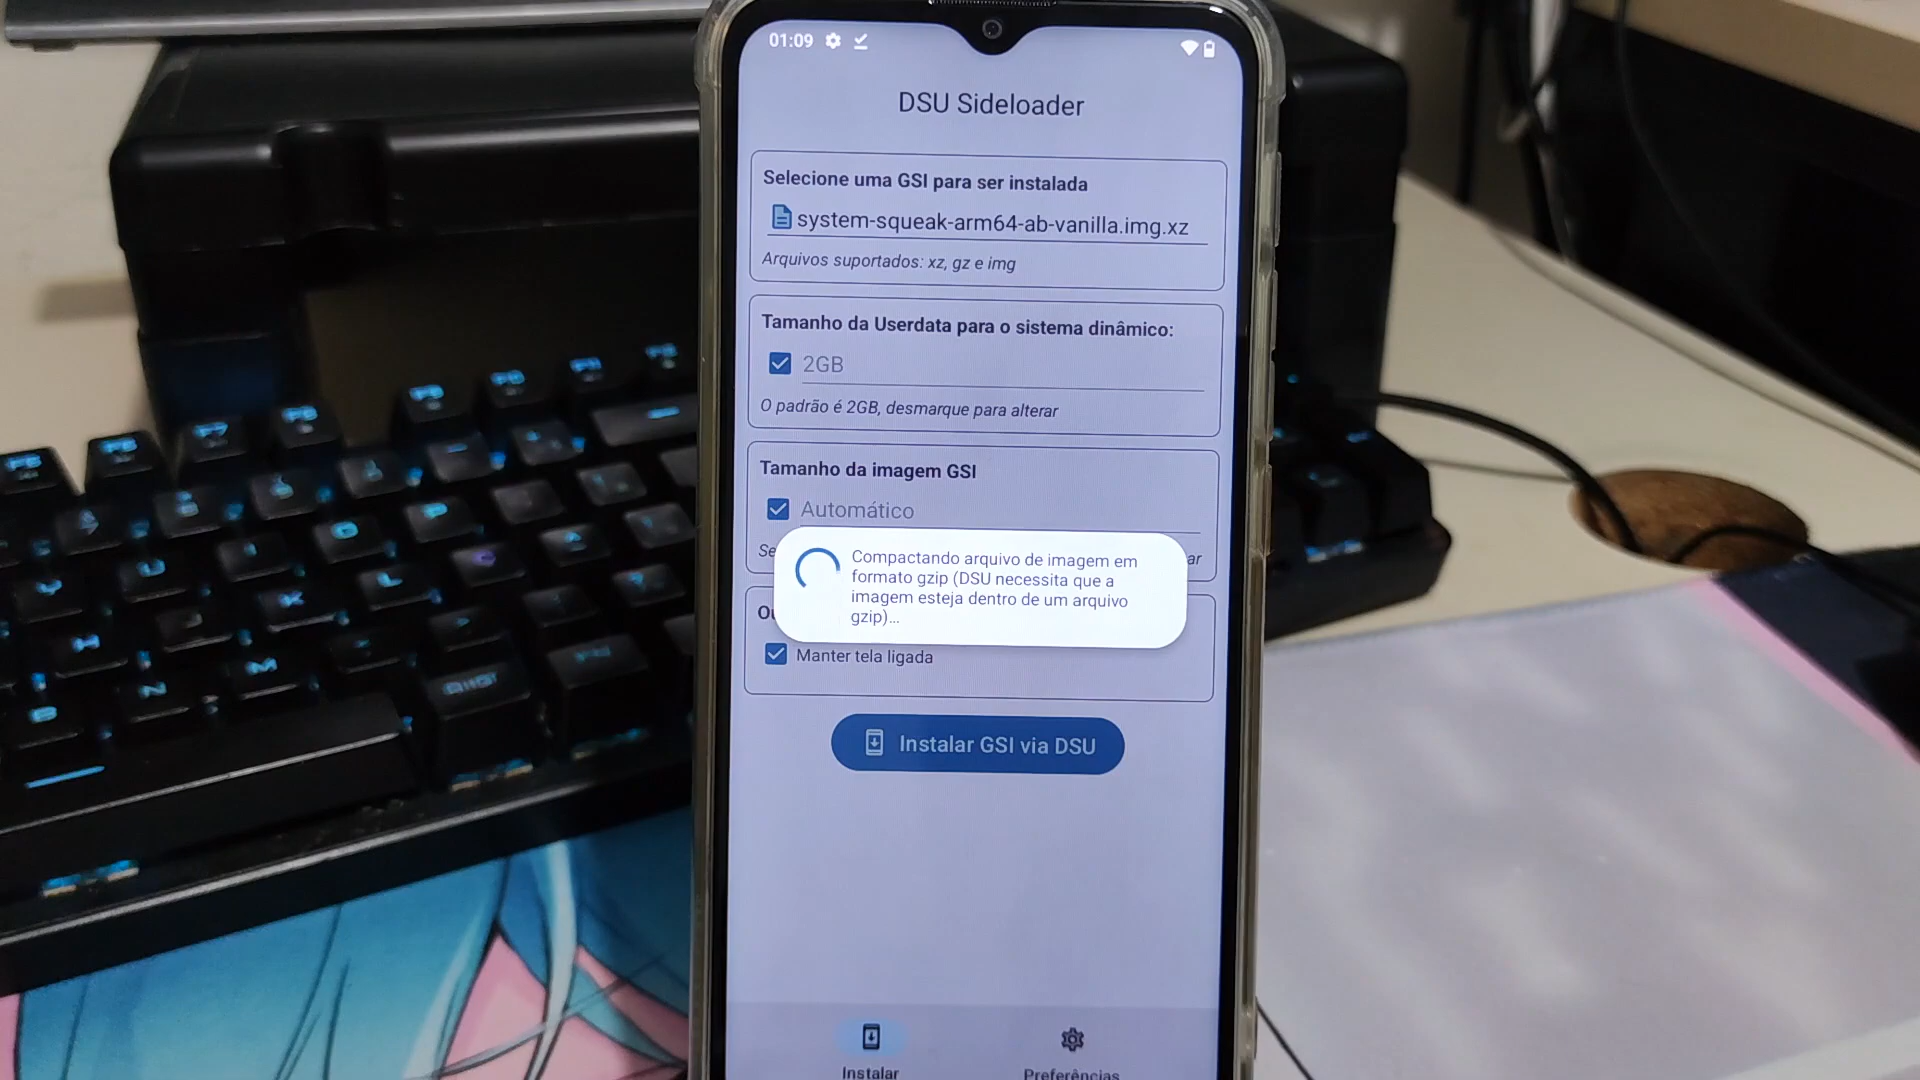 01:09
DSU Sideloader
Selecione uma GSI para ser instalada
system-squeak-arm64-ab-vanilla.img.xz
Arquivos suportados: xz, gz e img
Tamanho da Userdata para o sistema dinâmico:
2GB
O padrão é 2GB, desmarque para alterar
Tamanho da imagem GSI
Automático
Compactando arquivo de imagem em
formato gzip (DSU necessita que a
imagem esteja dentro de um arquivo
gzip)...
Manter tela ligada
Instalar GSI via DSU
Instalar
Preferências